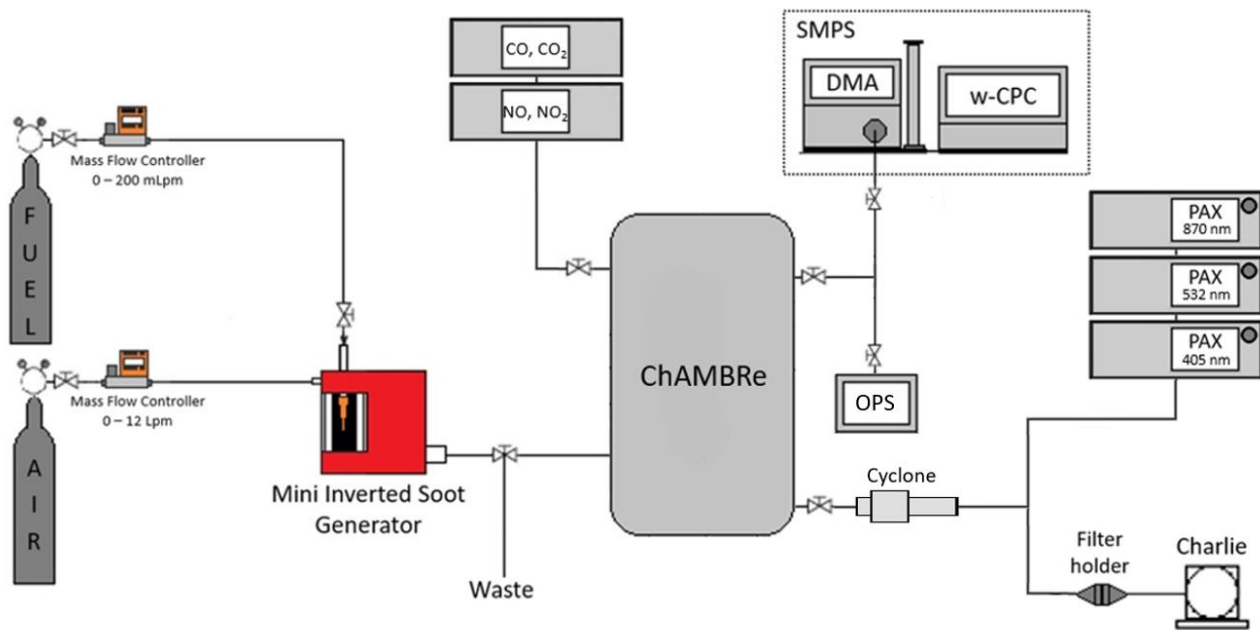 SMPS
CO, CO₂
DMA
w-CPC
NO, NO₂
Mass Flow Controller
0 – 200 mLpm
FUEL
PAX
870 nm
PAX
532 nm
PAX
405 nm
ChAMBRe
Mass Flow Controller
0 – 12 Lpm
OPS
AIR
Cyclone
Mini Inverted Soot
Generator
Waste
Filter
holder
Charlie